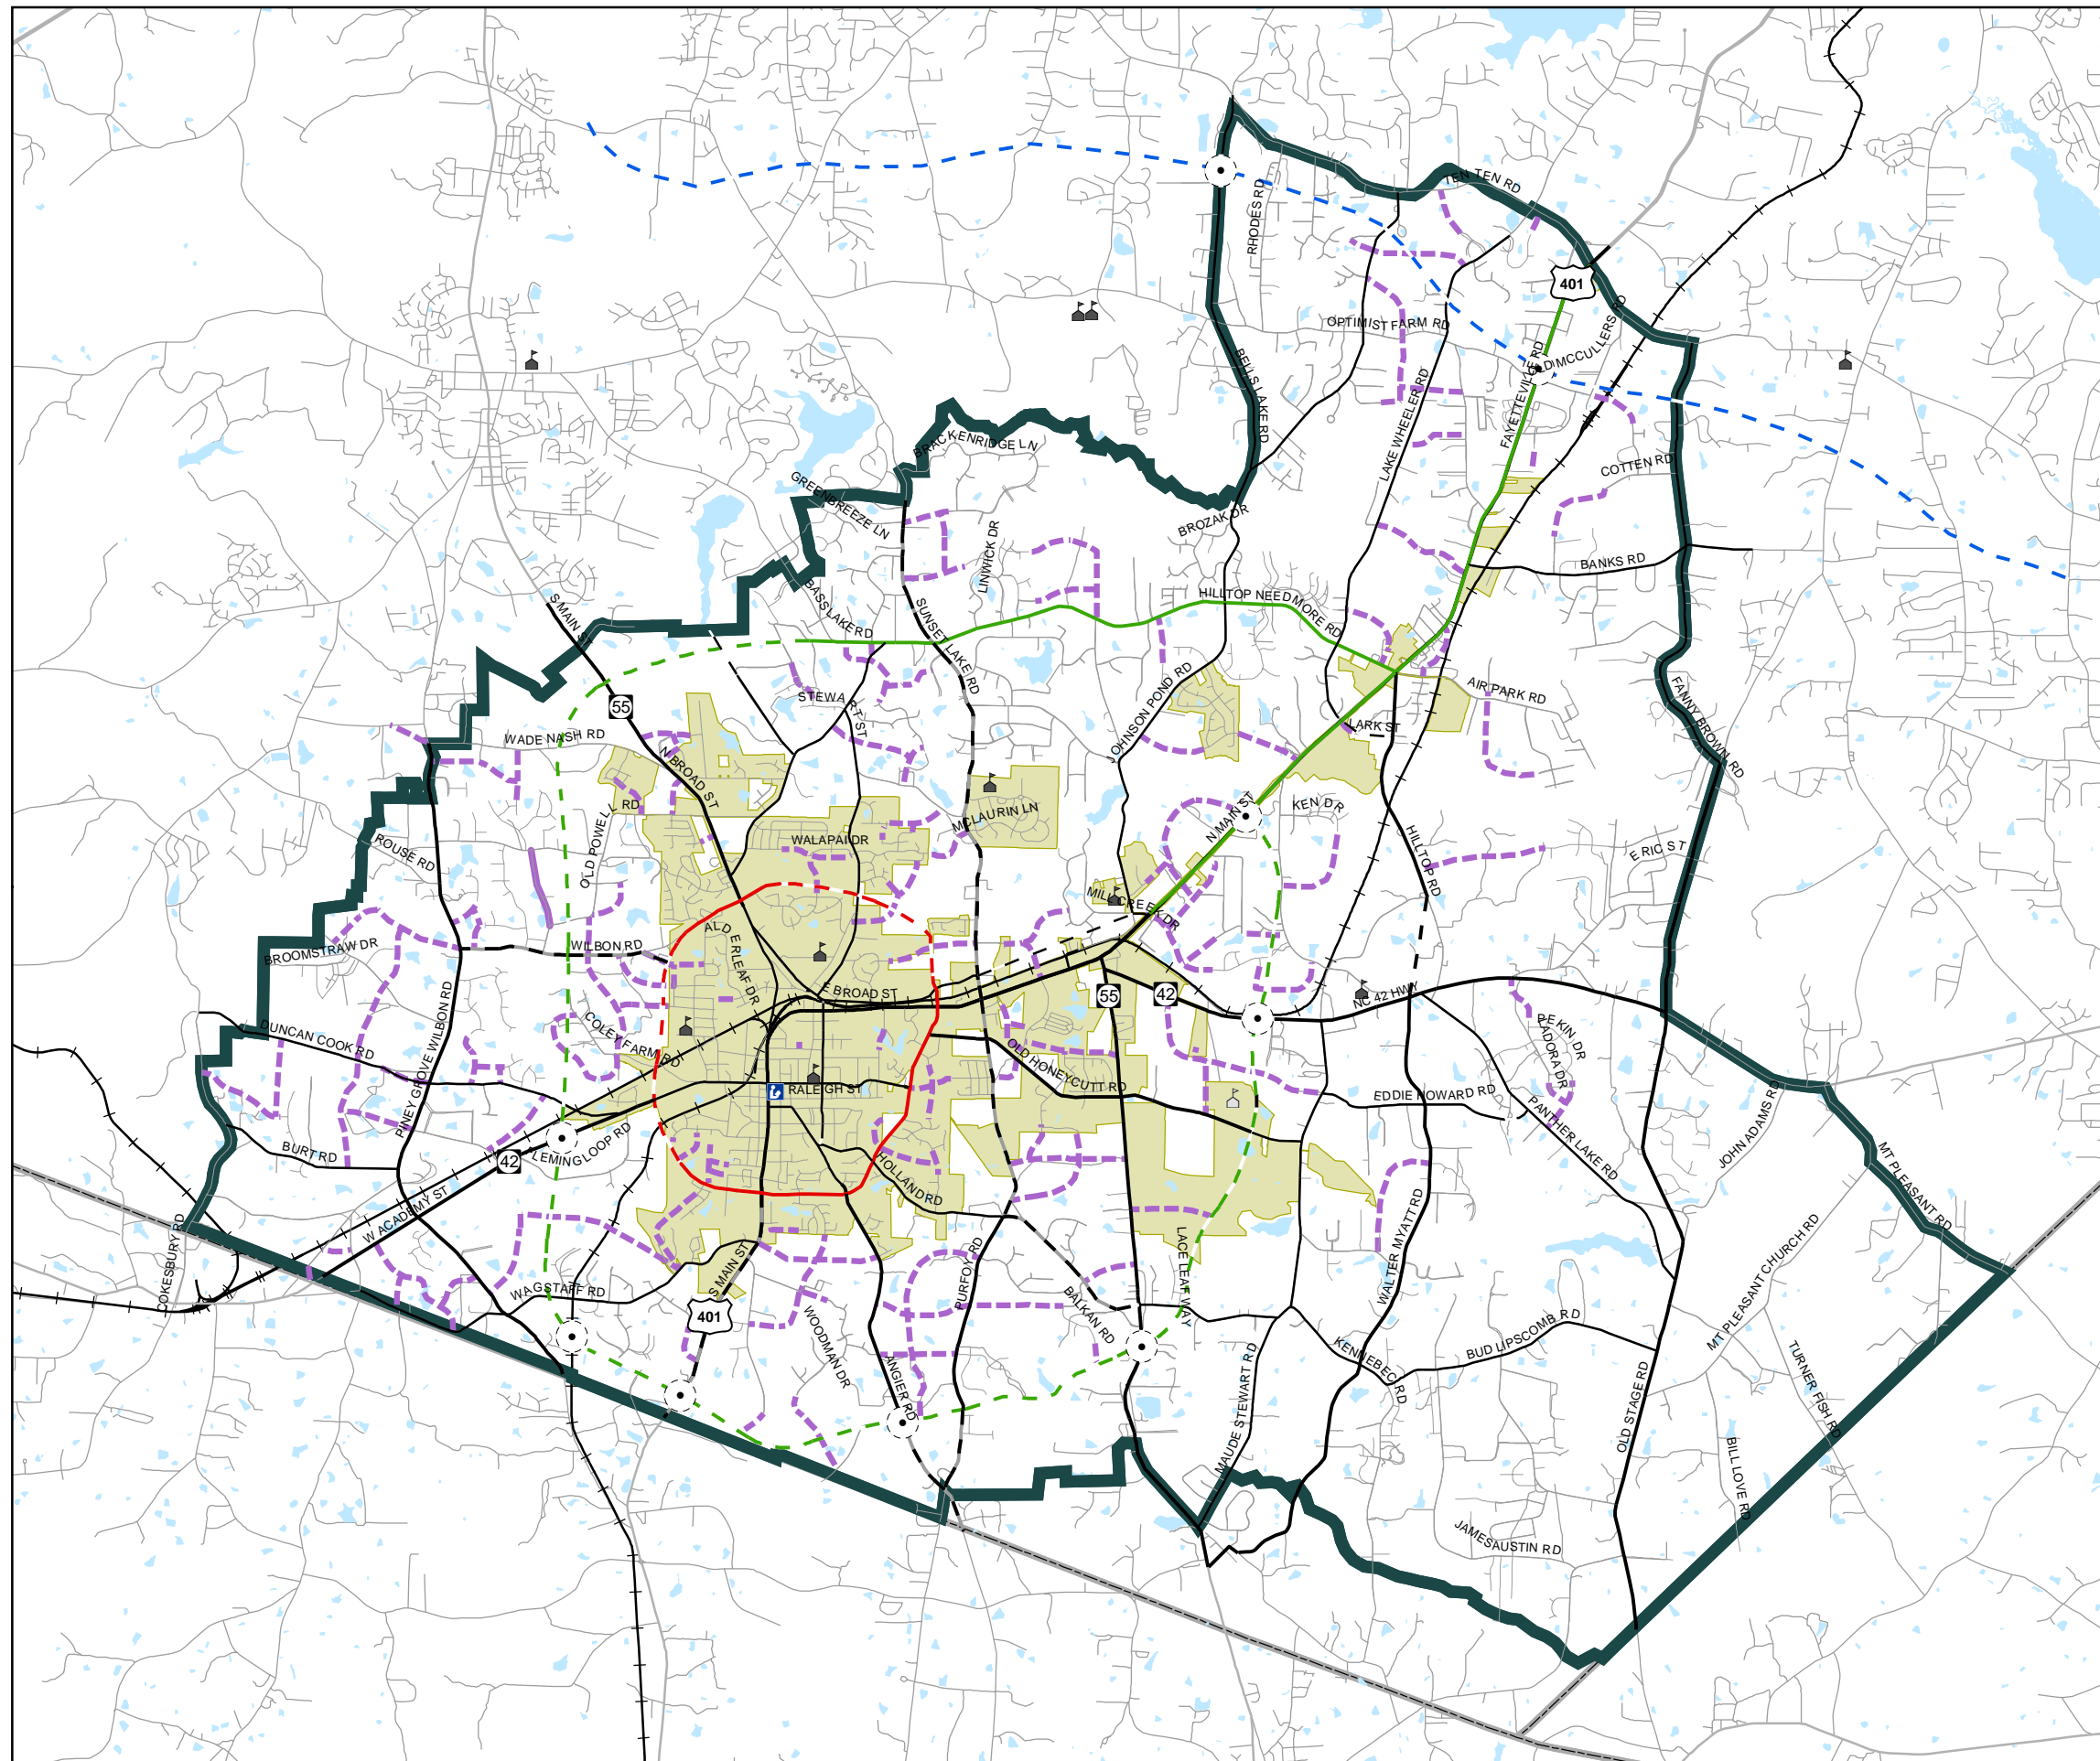 TEN TEN RD
RHODES RD
401
OPTIMIST FARM RD
OLD MCCULLERS RD
FAYETTEVILLE RD
BELLS LAKE RD
LAKE WHEELER RD
BRACKENRIDGE LN
COTTEN RD
GREENBREEZE LN
BROZAK DR
LINWICK DR
BANKS RD
S MAIN ST
BASS LAKE RD
SUNSET LAKE RD
HILLTOP NEEDMORE RD
JOHNSON POND RD
AIR PARK RD
FANNY BROWN RD
STEWART ST
55
LARK ST
WADE NASH RD
N BROAD ST
OLD POWELL RD
MCLAURIN LN
N MAIN ST
KEN DR
WALAPAI DR
ROUSE RD
HILLTOP RD
ERIC ST
MILL CREEK DR
ALDERLEAF DR
WILBON RD
BROOMSTRAW DR
E BROAD ST
55
42
NC 42 HWY
PINEY GROVE WILBON RD
COLEY FARM RD
DUNCAN COOK RD
OLD HONEYCUTT RD
PEKIN DR
ADORA DR
RALEIGH ST
EDDIE HOWARD RD
PANTHER LAKE RD
JOHN ADAMS RD
BURT RD
42
FLEMING LOOP RD
HOLLAND RD
MT PLEASANT RD
W ACADEMY ST
COKESBURY RD
WALTER MYATT RD
MT PLEASANT CHURCH RD
LACE LEAF WAY
PURFOY RD
S MAIN ST
WAGSTAFF RD
401
WOODMAN DR
BALKAN RD
KENNEBEC RD
BUD LIPSCOMB RD
TURNER FISH RD
ANGIER RD
MAUDE STEWART RD
OLD STAGE RD
BILL LOVE RD
JAMES AUSTIN RD